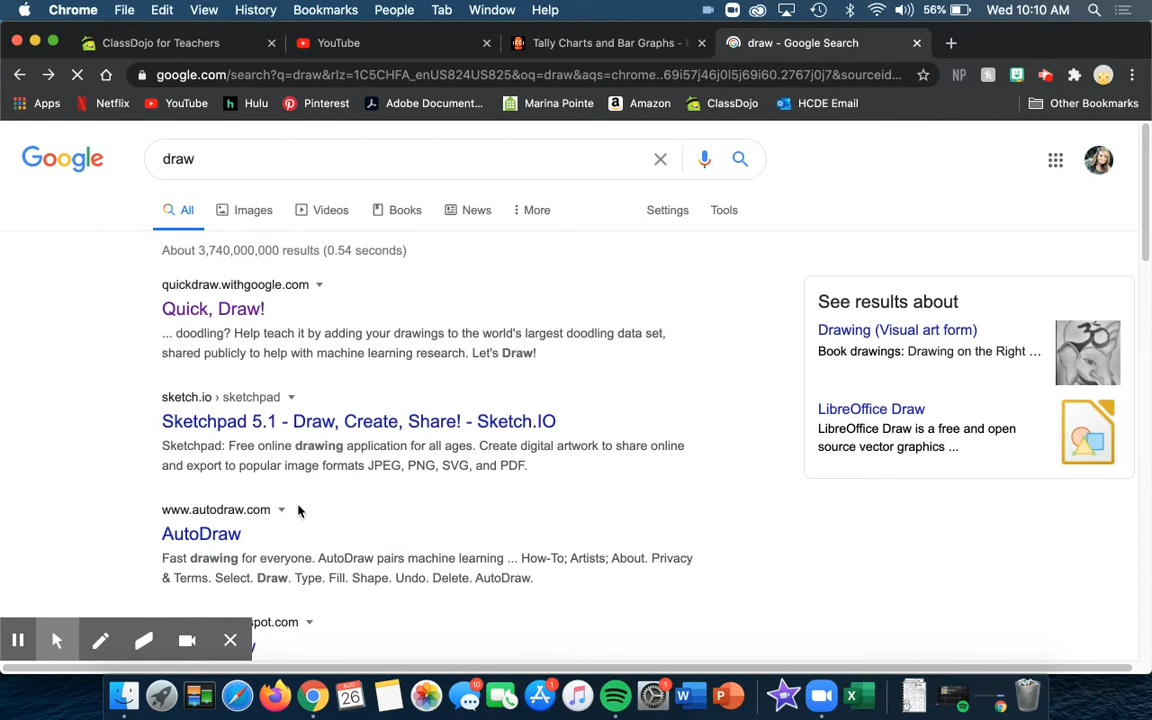 Chrome File Edit View History Bookmarks People Tab Window Help 56% Wed 10:10 AM
ClassDojo for Teachers YouTube Tally Charts and Bar Graphs - draw - Google Search
google.com/search?q=draw&rlz=1C5CHFA_enUS824US825&oq=draw&aqs=chrome..69i57j46j0l5j69i60.2767j0j7&sourceid... NP
Apps Netflix YouTube Hulu Pinterest Adobe Document... Marina Pointe Amazon ClassDojo HCDE Email Other Bookmarks
Google draw
All Images Videos Books News More Settings Tools
About 3,740,000,000 results (0.54 seconds)
quickdraw.withgoogle.com
Quick, Draw!
... doodling? Help teach it by adding your drawings to the world's largest doodling data set,
shared publicly to help with machine learning research. Let's Draw!
sketch.io › sketchpad
Sketchpad 5.1 - Draw, Create, Share! - Sketch.IO
Sketchpad: Free online drawing application for all ages. Create digital artwork to share online
and export to popular image formats JPEG, PNG, SVG, and PDF.
www.autodraw.com
AutoDraw
Fast drawing for everyone. AutoDraw pairs machine learning ... How-To; Artists; About. Privacy
& Terms. Select. Draw. Type. Fill. Shape. Undo. Delete. AutoDraw.
spot.com
See results about
Drawing (Visual art form)
Book drawings: Drawing on the Right ...
LibreOffice Draw
LibreOffice Draw is a free and open
source vector graphics ...
AUG
26
10
1
1
W
P
X